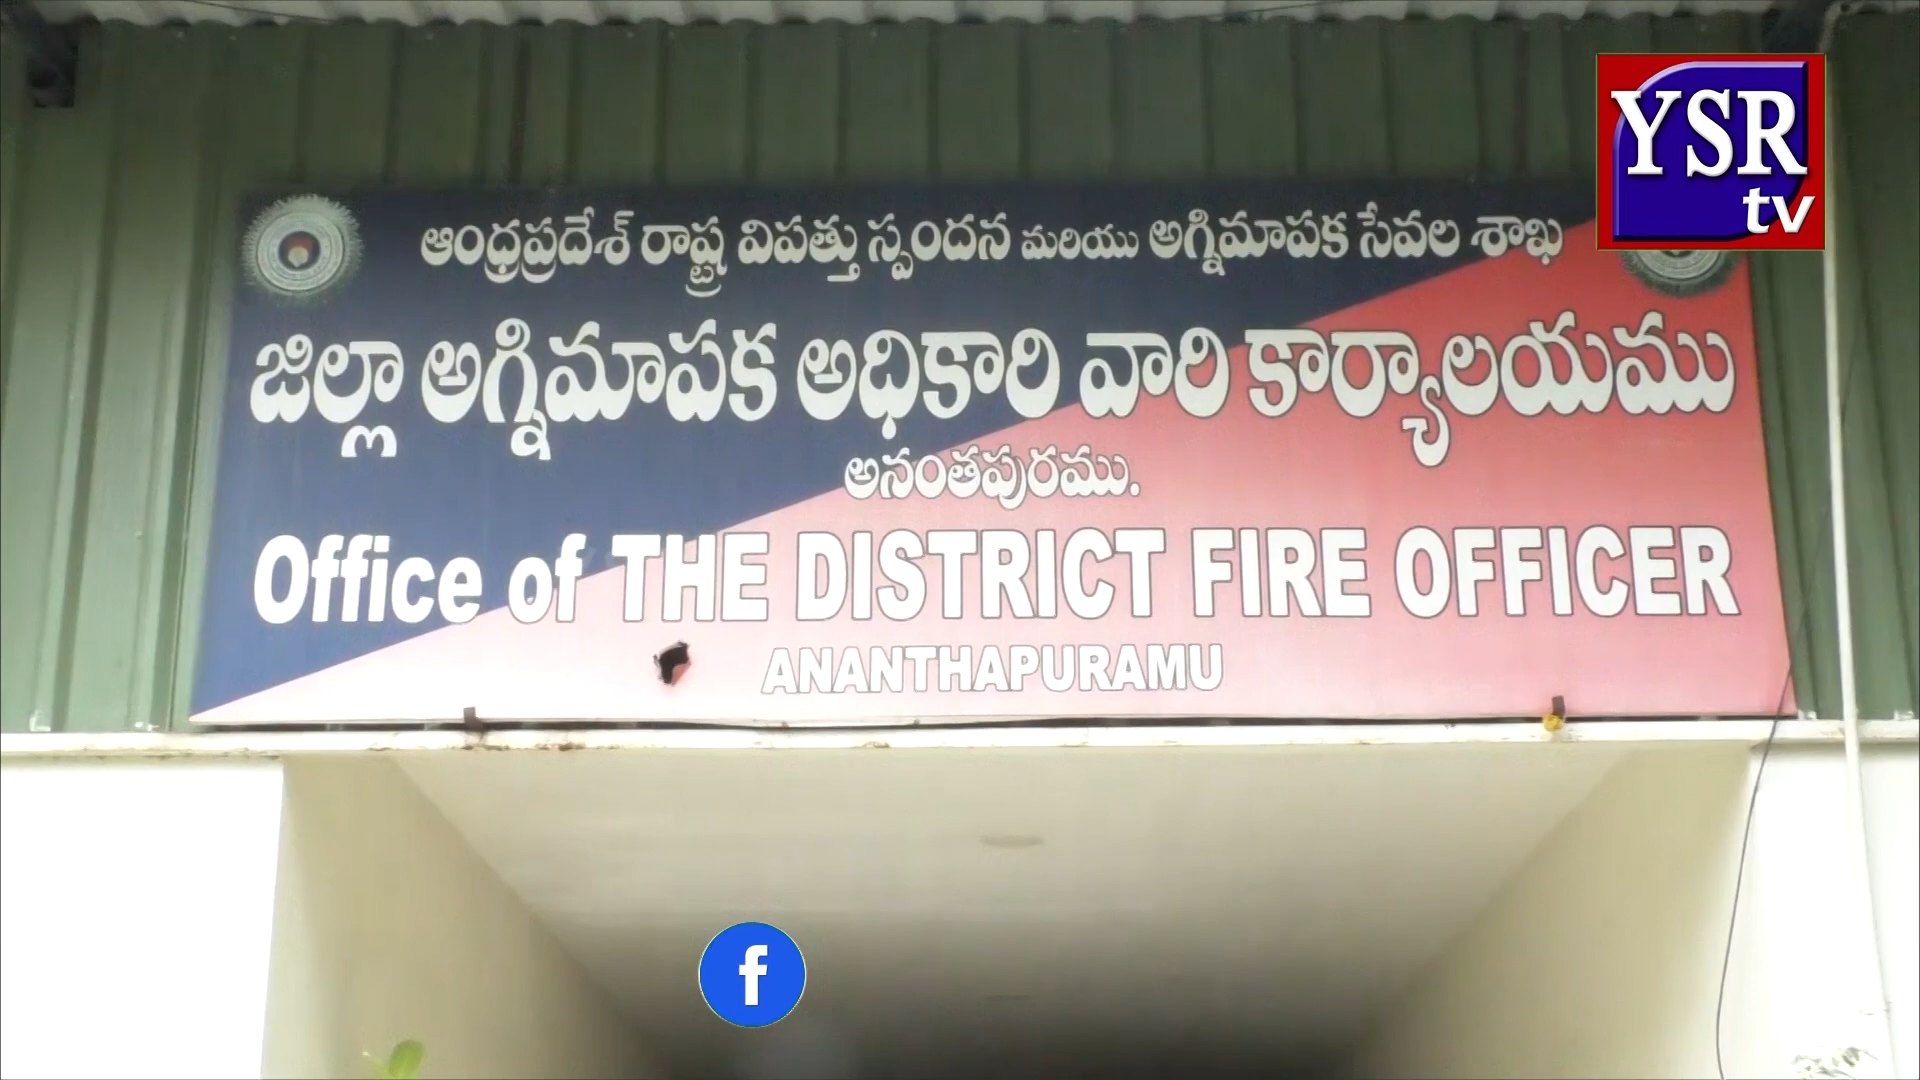 YSR
tv
ఆంధ్రప్రదేశ్ రాష్ట్ర విపత్తు స్పందన మరియు అగ్నిమాపక సేవల శాఖ
జిల్లా అగ్నిమాపక అధికారి వారి కార్యాలయము
అనంతపురము.
Office of THE DISTRICT FIRE OFFICER
ANANTHAPURAMU
f